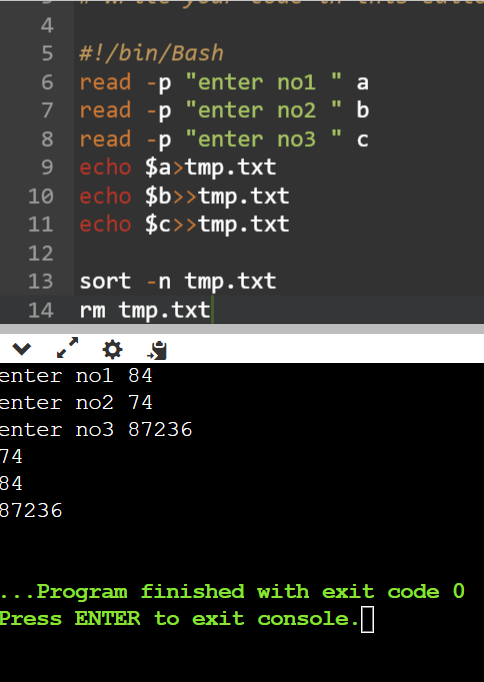 4
5 #!/bin/Bash
6 read -p "enter no1 " a
7 read -p "enter no2 " b
8 read -p "enter no3 " c
9 echo $a>tmp.txt
10 echo $b>>tmp.txt
11 echo $c>>tmp.txt
12
13 sort -n tmp.txt
14 rm tmp.txt
enter no1 84
enter no2 74
enter no3 87236
74
84
87236
...Program finished with exit code 0
Press ENTER to exit console.